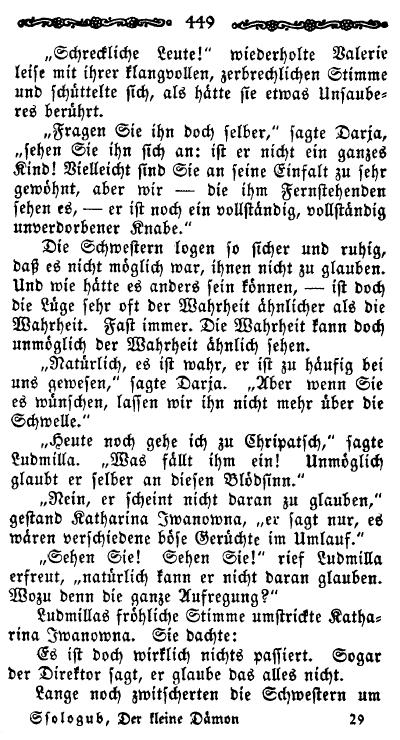 449
„Schreckliche Leute!“ wiederholte Valerie
leise mit ihrer klangvollen, zerbrechlichen Stimme
und schüttelte sich, als hätte sie etwas Unsaube-
res berührt.
„Fragen Sie ihn doch selber,“ sagte Darja,
„sehen Sie ihn sich an: ist er nicht ein ganzes
Kind! Vielleicht sind Sie an seine Einfalt zu sehr
gewöhnt, aber wir — die ihm Fernstehenden
sehen es, — er ist noch ein vollständig, vollständig
unverdorbener Knabe.“
Die Schwestern logen so sicher und ruhig,
daß es nicht möglich war, ihnen nicht zu glauben.
Und wie hätte es anders sein können, — ist doch
die Lüge sehr oft der Wahrheit ähnlicher als die
Wahrheit. Fast immer. Die Wahrheit kann doch
unmöglich der Wahrheit ähnlich sehen.
„Natürlich, es ist wahr, er ist zu häufig bei
uns gewesen,“ sagte Darja. „Aber wenn Sie
es wünschen, lassen wir ihn nicht mehr über die
Schwelle.“
„Heute noch gehe ich zu Chripatsch,“ sagte
Ludmilla. „Was fällt ihm ein! Unmöglich
glaubt er selber an diesen Blödsinn.“
„Nein, er scheint nicht daran zu glauben,“
gestand Katharina Iwanowna, „er sagt nur, es
wären verschiedene böse Gerüchte im Umlauf.“
„Sehen Sie! Sehen Sie!“ rief Ludmilla
erfreut, „natürlich kann er nicht daran glauben.
Wozu denn die ganze Aufregung?“
Ludmillas fröhliche Stimme umstrickte Katha-
rina Iwanowna. Sie dachte:
Es ist doch wirklich nichts passiert. Sogar
der Direktor sagt, er glaube das alles nicht.
Lange noch zwitscherten die Schwestern um
Ssologub, Der kleine Dämon 29